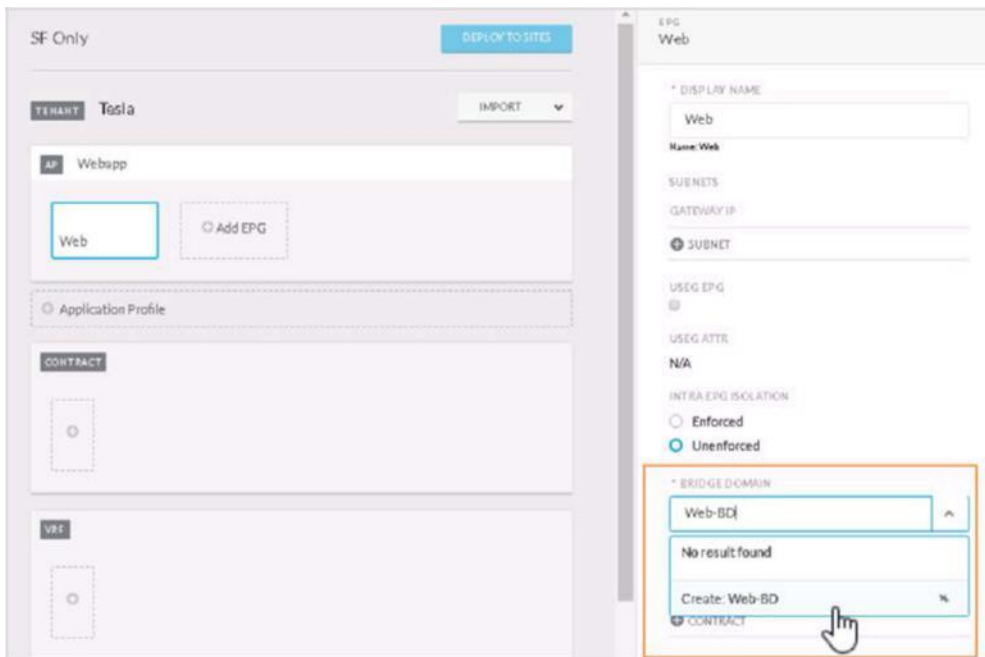 SF Only
DEPLOY TO SITES
TENANT Tesla
IMPORT
AP Webapp
Web
Add EPG
Application Profile
CONTRACT
VRF
EPG
Web
* DISPLAY NAME
Web
Name: Web
SUBNETS
GATEWAY IP
SUBNET
USEG EPG
USEG ATTR
N/A
INTRA EPG ISOLATION
Enforced
Unenforced
* BRIDGE DOMAIN
Web-BD
No result found
Create: Web-BD
CONTRACT